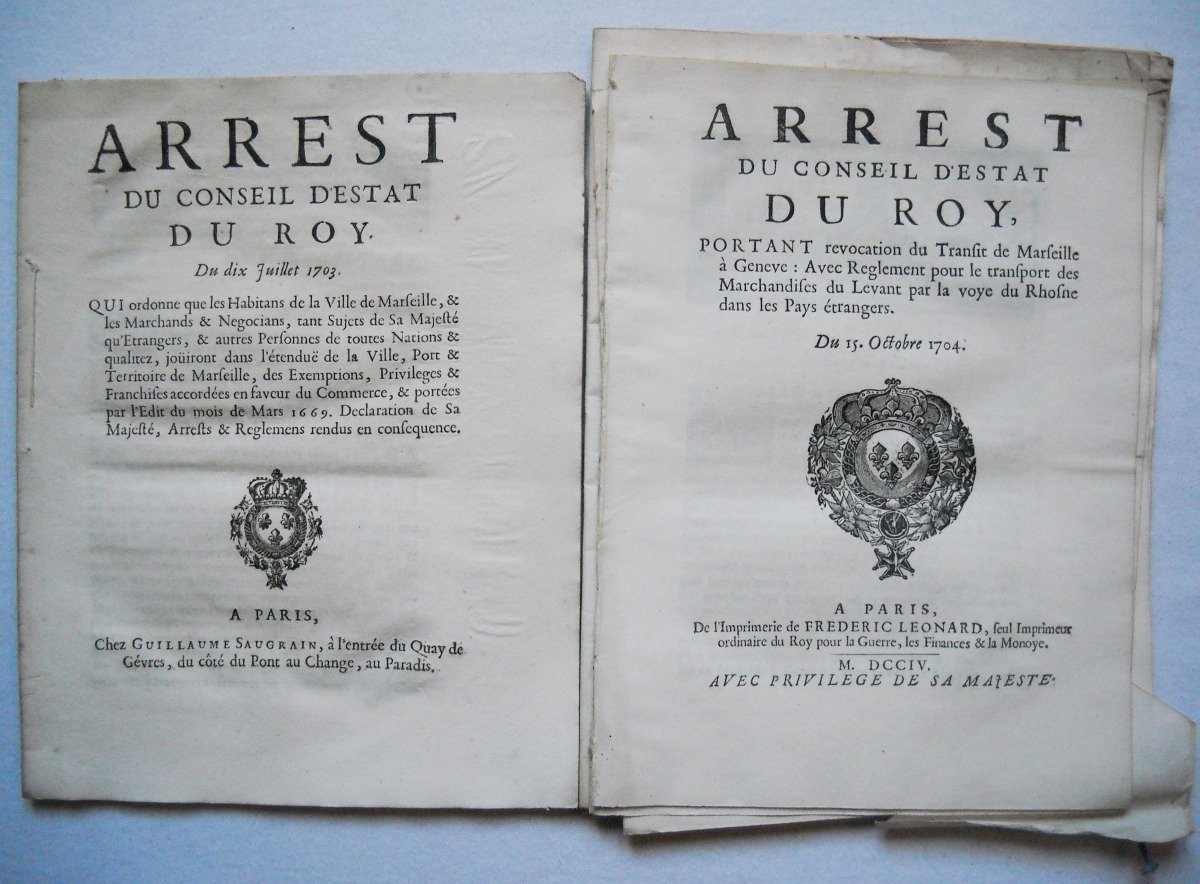 ARREST
DU CONSEIL D'ESTAT
DU ROY.
Du dix Juillet 1703.
QUI ordonne que les Habitans de la Ville de Marſeille, &
les Marchands & Negocians, tant Sujets de Sa Majeſté
qu'Etrangers, & autres Perſonnes de toutes Nations &
qualitez, joüiront dans l'étenduë de la Ville, Port &
Territoire de Marſeille, des Exemptions, Privileges &
Franchiſes accordées en faveur du Commerce, & portées
par l'Edit du mois de Mars 1669. Declaration de Sa
Majeſté, Arreſts & Reglemens rendus en conſequence.
A PARIS,
Chez GUILLAUME SAUGRAIN, à l'entrée du Quay de
Gévres, du côté du Pont au Change, au Paradis.
ARREST
DU CONSEIL D'ESTAT
DU ROY,
PORTANT revocation du Tranſit de Marſeille
à Geneve : Avec Reglement pour le tranſport des
Marchandiſes du Levant par la voye du Rhoſne
dans les Pays étrangers.
Du 15. Octobre 1704.
A PARIS,
De l'Imprimerie de FREDERIC LEONARD, ſeul Imprimeur
ordinaire du Roy pour la Guerre, les Finances & la Monoye.
M. DCCIV.
AVEC PRIVILEGE DE SA MAJESTE.